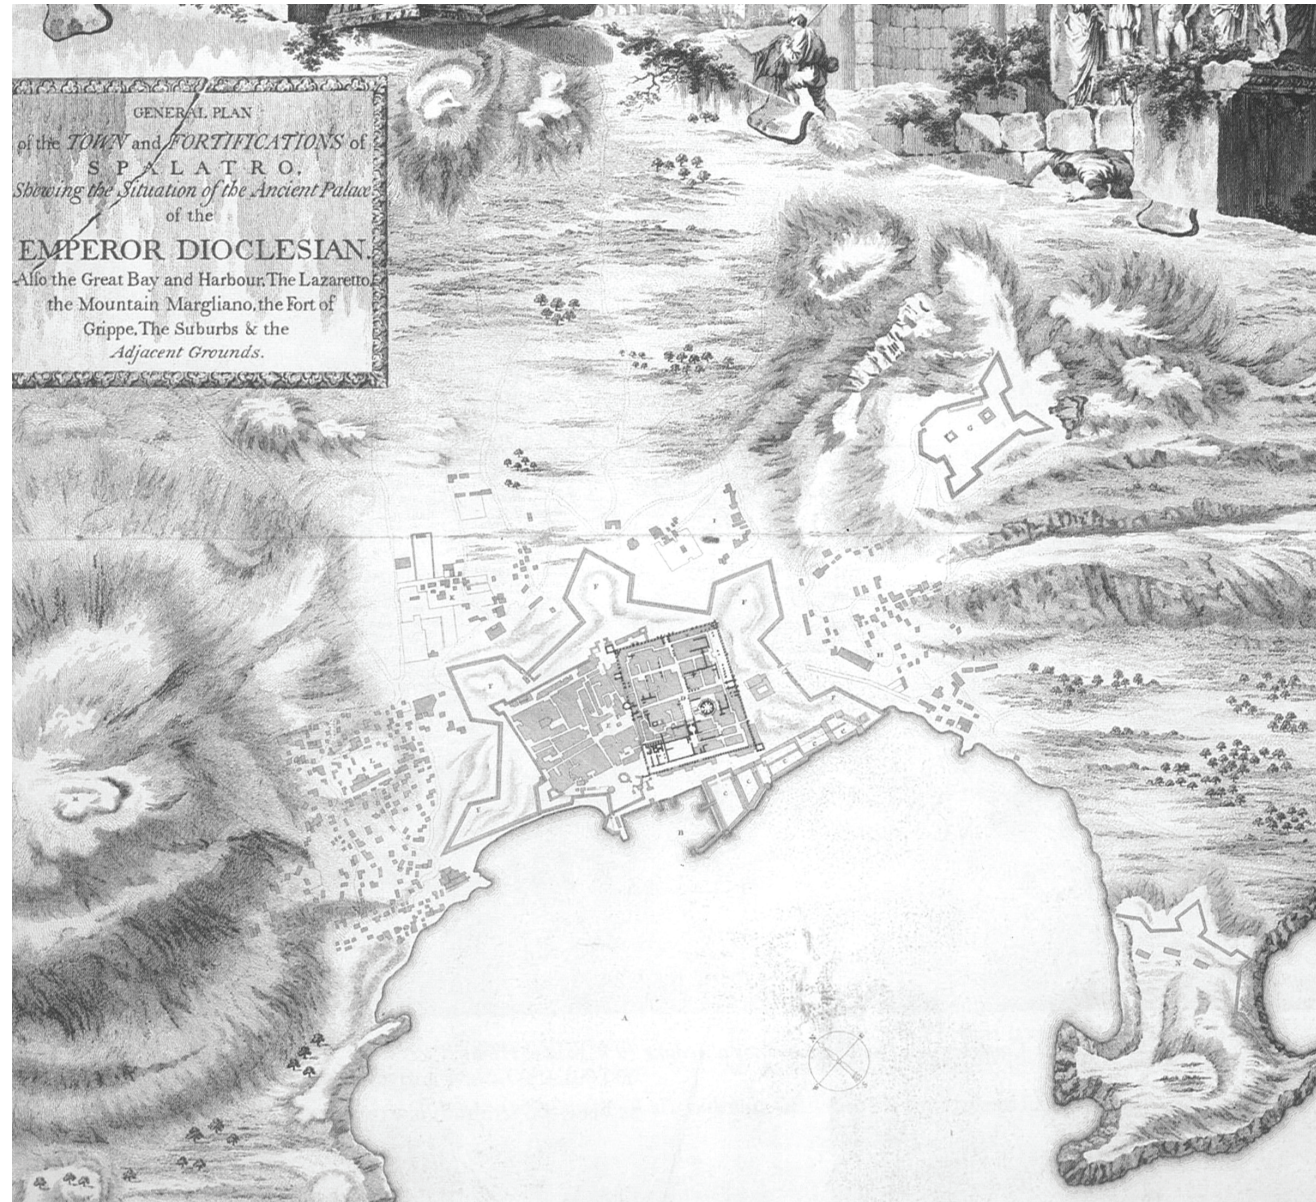 GENERAL PLAN
of the TOWN and FORTIFICATIONS of
SPALATRO,
Shewing the Situation of the Ancient Palace
of the
EMPEROR DIOCLESIAN.
Also the Great Bay and Harbour, The Lazaretto,
the Mountain Margliano, the Fort of
Grippe, The Suburbs & the
Adjacent Grounds.
G
F
F
K
H
F
D
L
E
C
C
B
N
A